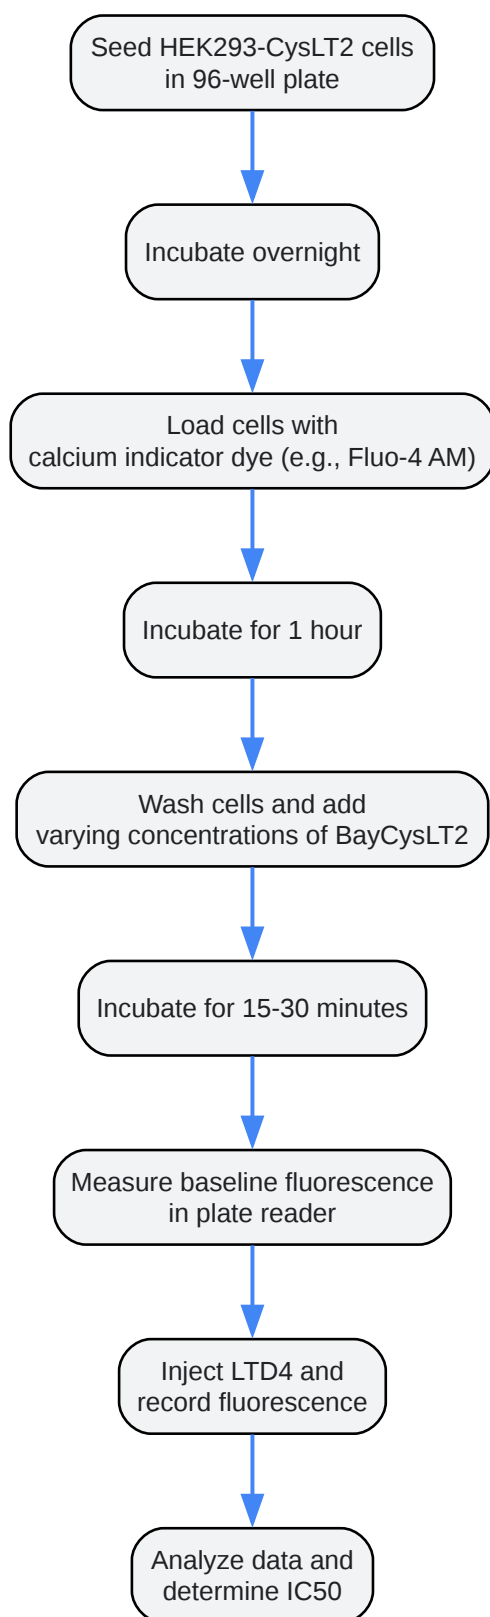 Seed HEK293-CysLT2 cells
in 96-well plate
Incubate overnight
Load cells with
calcium indicator dye (e.g., Fluo-4 AM)
Incubate for 1 hour
Wash cells and add
varying concentrations of BayCysLT2
Incubate for 15-30 minutes
Measure baseline fluorescence
in plate reader
Inject LTD4 and
record fluorescence
Analyze data and
determine IC50